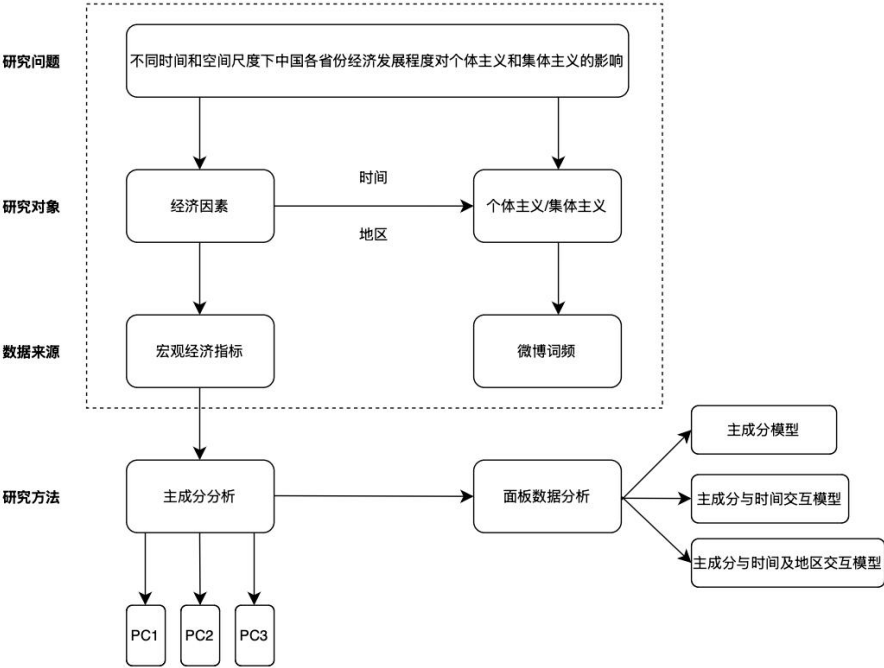 研究问题
不同时间和空间尺度下中国各省份经济发展程度对个体主义和集体主义的影响
研究对象
经济因素
时间
地区
个体主义/集体主义
数据来源
宏观经济指标
微博词频
研究方法
主成分分析
面板数据分析
主成分模型
主成分与时间交互模型
主成分与时间及地区交互模型
PC1
PC2
PC3